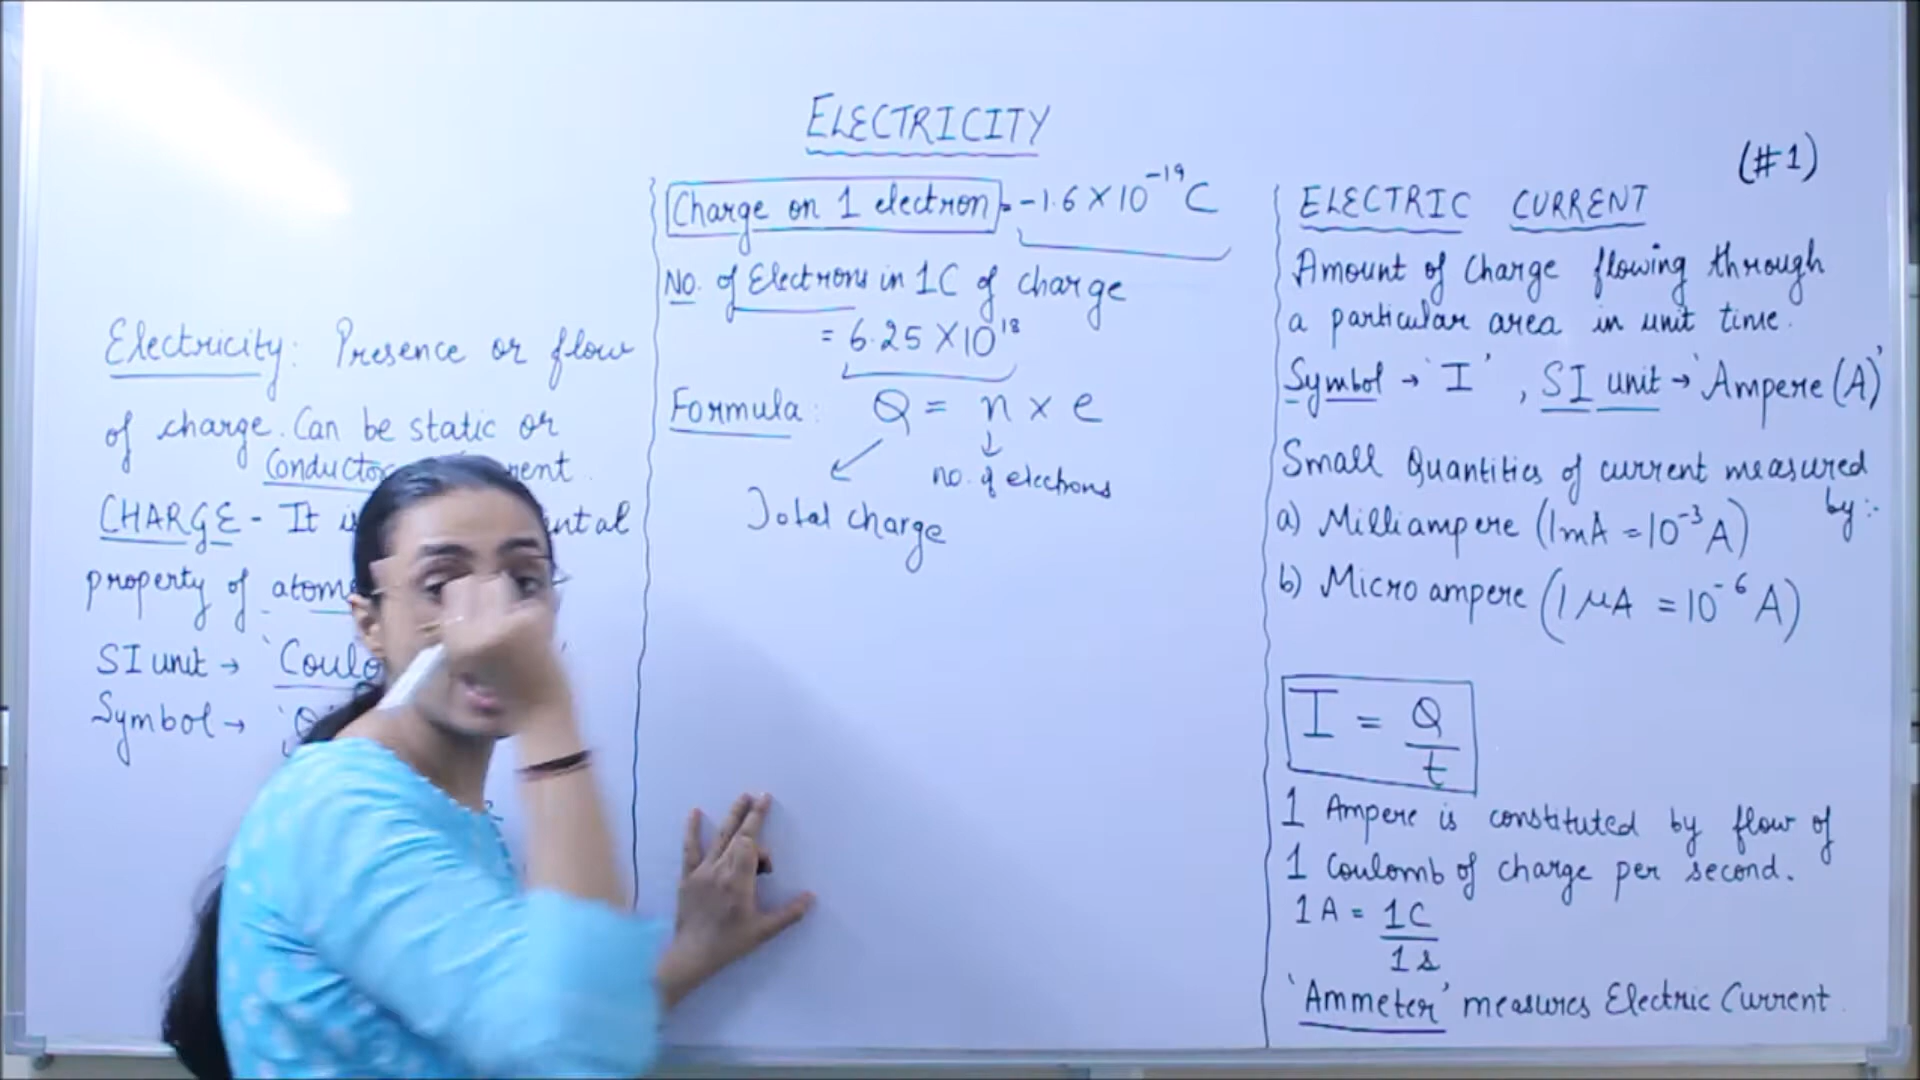 ELECTRICITY
(#1)
Electricity: Presence or flow
of charge. Can be static or
Conductor
CHARGE - It
property of atoms
SI unit →
Symbol →
Charge on 1 electron = -1.6 X 10⁻¹⁹ C
No. of Electrons in 1C of charge
= 6.25 X 10¹⁸
Formula: Q = n x e
no. of electrons
Total charge
ELECTRIC CURRENT
Amount of Charge flowing through
a particular area in unit time.
Symbol → 'I', SI unit → 'Ampere (A)'
Small Quantities of current measured
by:-
a) Milliampere (1mA = 10⁻³ A)
b) Micro ampere (1 μA = 10⁻⁶ A)
I = Q
t
1 Ampere is constituted by flow of
1 Coulomb of charge per second.
1A = 1C
1s
'Ammeter' measures Electric Current.